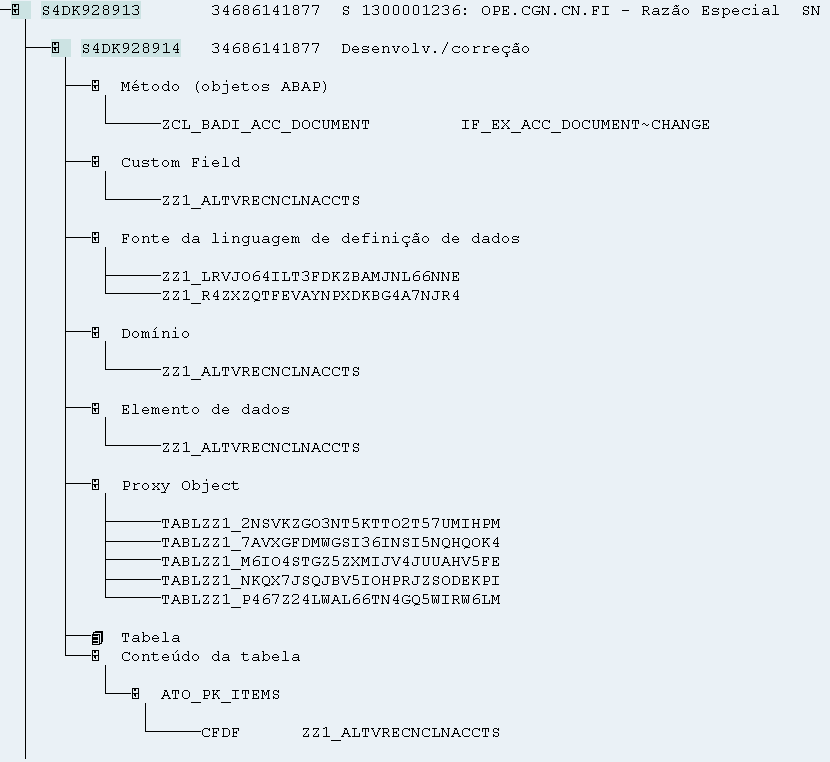 S4DK928913 34686141877 S 1300001236: OPE.CGN.CN.FI - Razão Especial SN
S4DK928914 34686141877 Desenvolv./correção
Método (objetos ABAP)
ZCL_BADI_ACC_DOCUMENT IF_EX_ACC_DOCUMENT~CHANGE
Custom Field
ZZ1_ALTVRECNCLNACCTS
Fonte da linguagem de definição de dados
ZZ1_LRVJO64ILT3FDKZBAMJNL66NNE
ZZ1_R4ZXZQTFEVAYNPXDKBG4A7NJR4
Domínio
ZZ1_ALTVRECNCLNACCTS
Elemento de dados
ZZ1_ALTVRECNCLNACCTS
Proxy Object
TABLZZ1_2NSVKZGO3NT5KTTO2T57UMIHPM
TABLZZ1_7AVXGFDMWGSI36INSI5NQHQOK4
TABLZZ1_M6IO4STGZ5ZXMIJV4JUUAHV5FE
TABLZZ1_NKQX7JSQJBV5IOHPRJZSODEKPI
TABLZZ1_P467Z24LWAL66TN4GQ5WIRW6LM
Tabela
Conteúdo da tabela
ATO_PK_ITEMS
CFDF ZZ1_ALTVRECNCLNACCTS